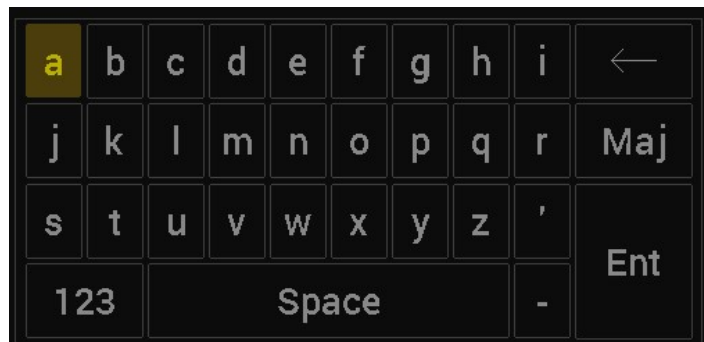 a b c d e f g h i ←
j k l m n o p q r Maj
s t u v w x y z ' Ent
123 Space -